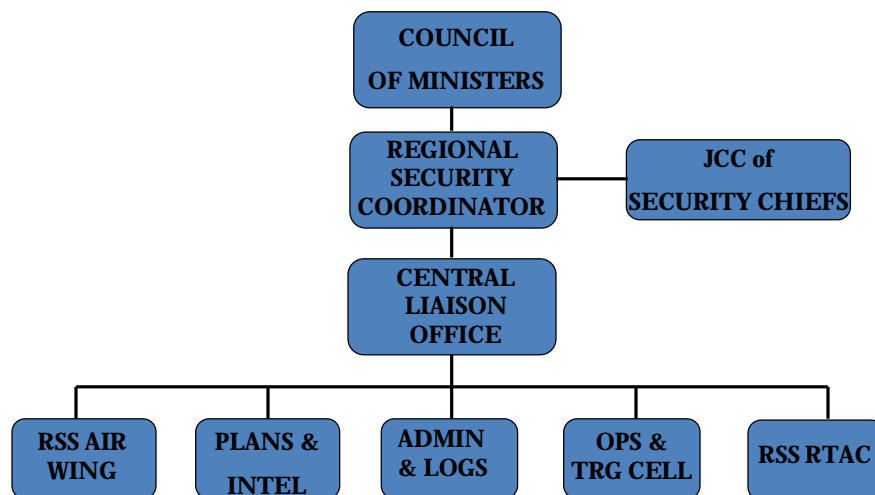 COUNCIL
OF MINISTERS
REGIONAL
SECURITY
COORDINATOR
JCC of
SECURITY CHIEFS
CENTRAL
LIAISON
OFFICE
RSS AIR
WING
PLANS &
INTEL
ADMIN
& LOGS
OPS &
TRG CELL
RSS RTAC